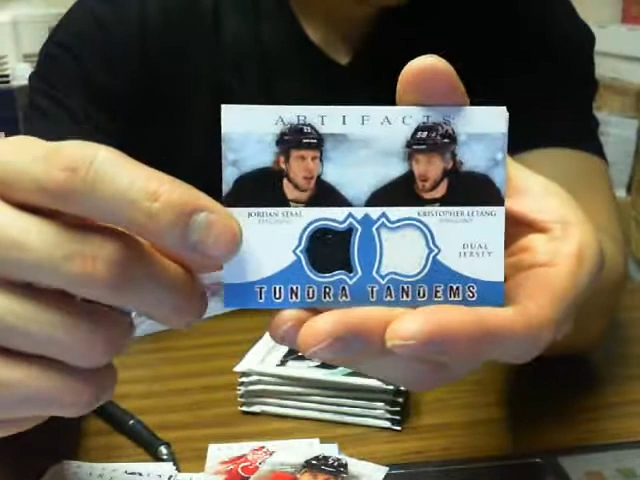 ARTIFACTS
JORDAN STAAL
KRISTOPHER LETANG
DUAL
JERSEY
TUNDRA TANDEMS